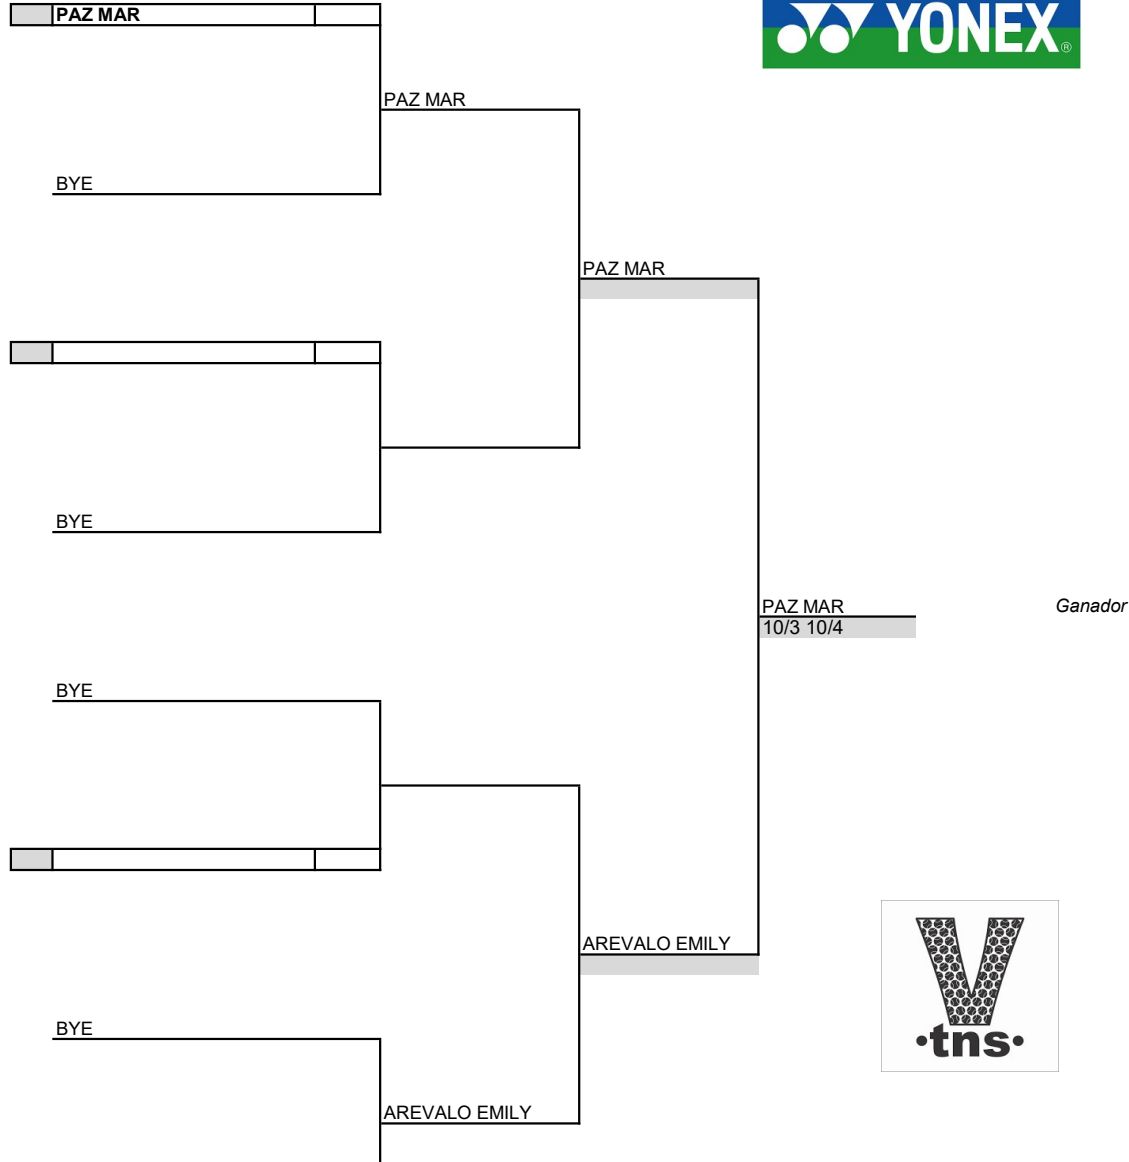 PAZ MAR
YONEX®
PAZ MAR
BYE
PAZ MAR
BYE
PAZ MAR
Ganador
10/3 10/4
BYE
AREVALO EMILY
BYE
AREVALO EMILY
V
•tns•